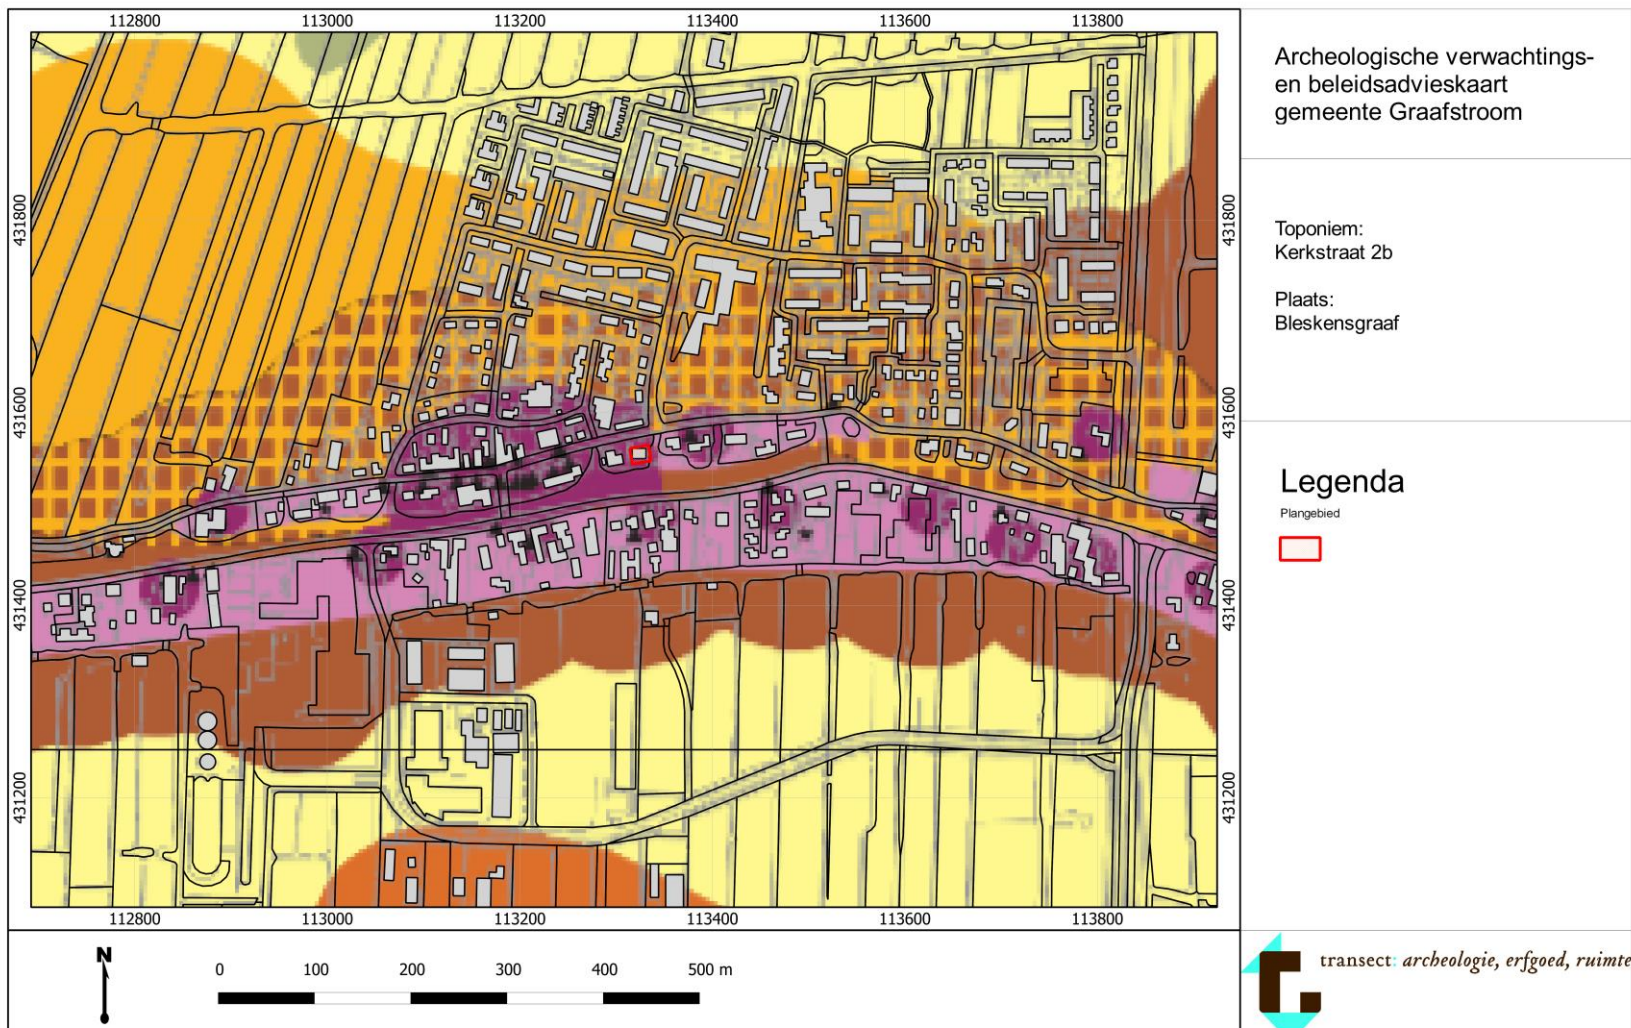 112800 113000 113200 113400 113600 113800
431800 431800
431600 431600
431400 431400
431200 431200
112800 113000 113200 113400 113600 113800
Archeologische verwachtings-
en beleidsadvieskaart
gemeente Graafstroom
Toponiem:
Kerkstraat 2b
Plaats:
Bleskensgraaf
Legenda
Plangebied
N
0 100 200 300 400 500 m
transect: archeologie, erfgoed, ruimte